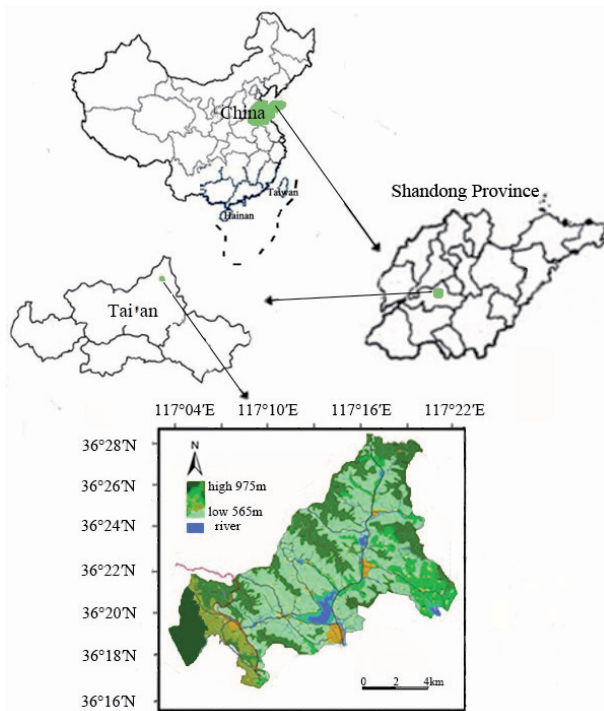 China
Taiwan
Hainan
Shandong Province
Tai'an
117°04′E 117°10′E 117°16′E 117°22′E
36°28′N
36°26′N
36°24′N
36°22′N
36°20′N
36°18′N
36°16′N
N
high 975m
low 565m
river
0 2 4km